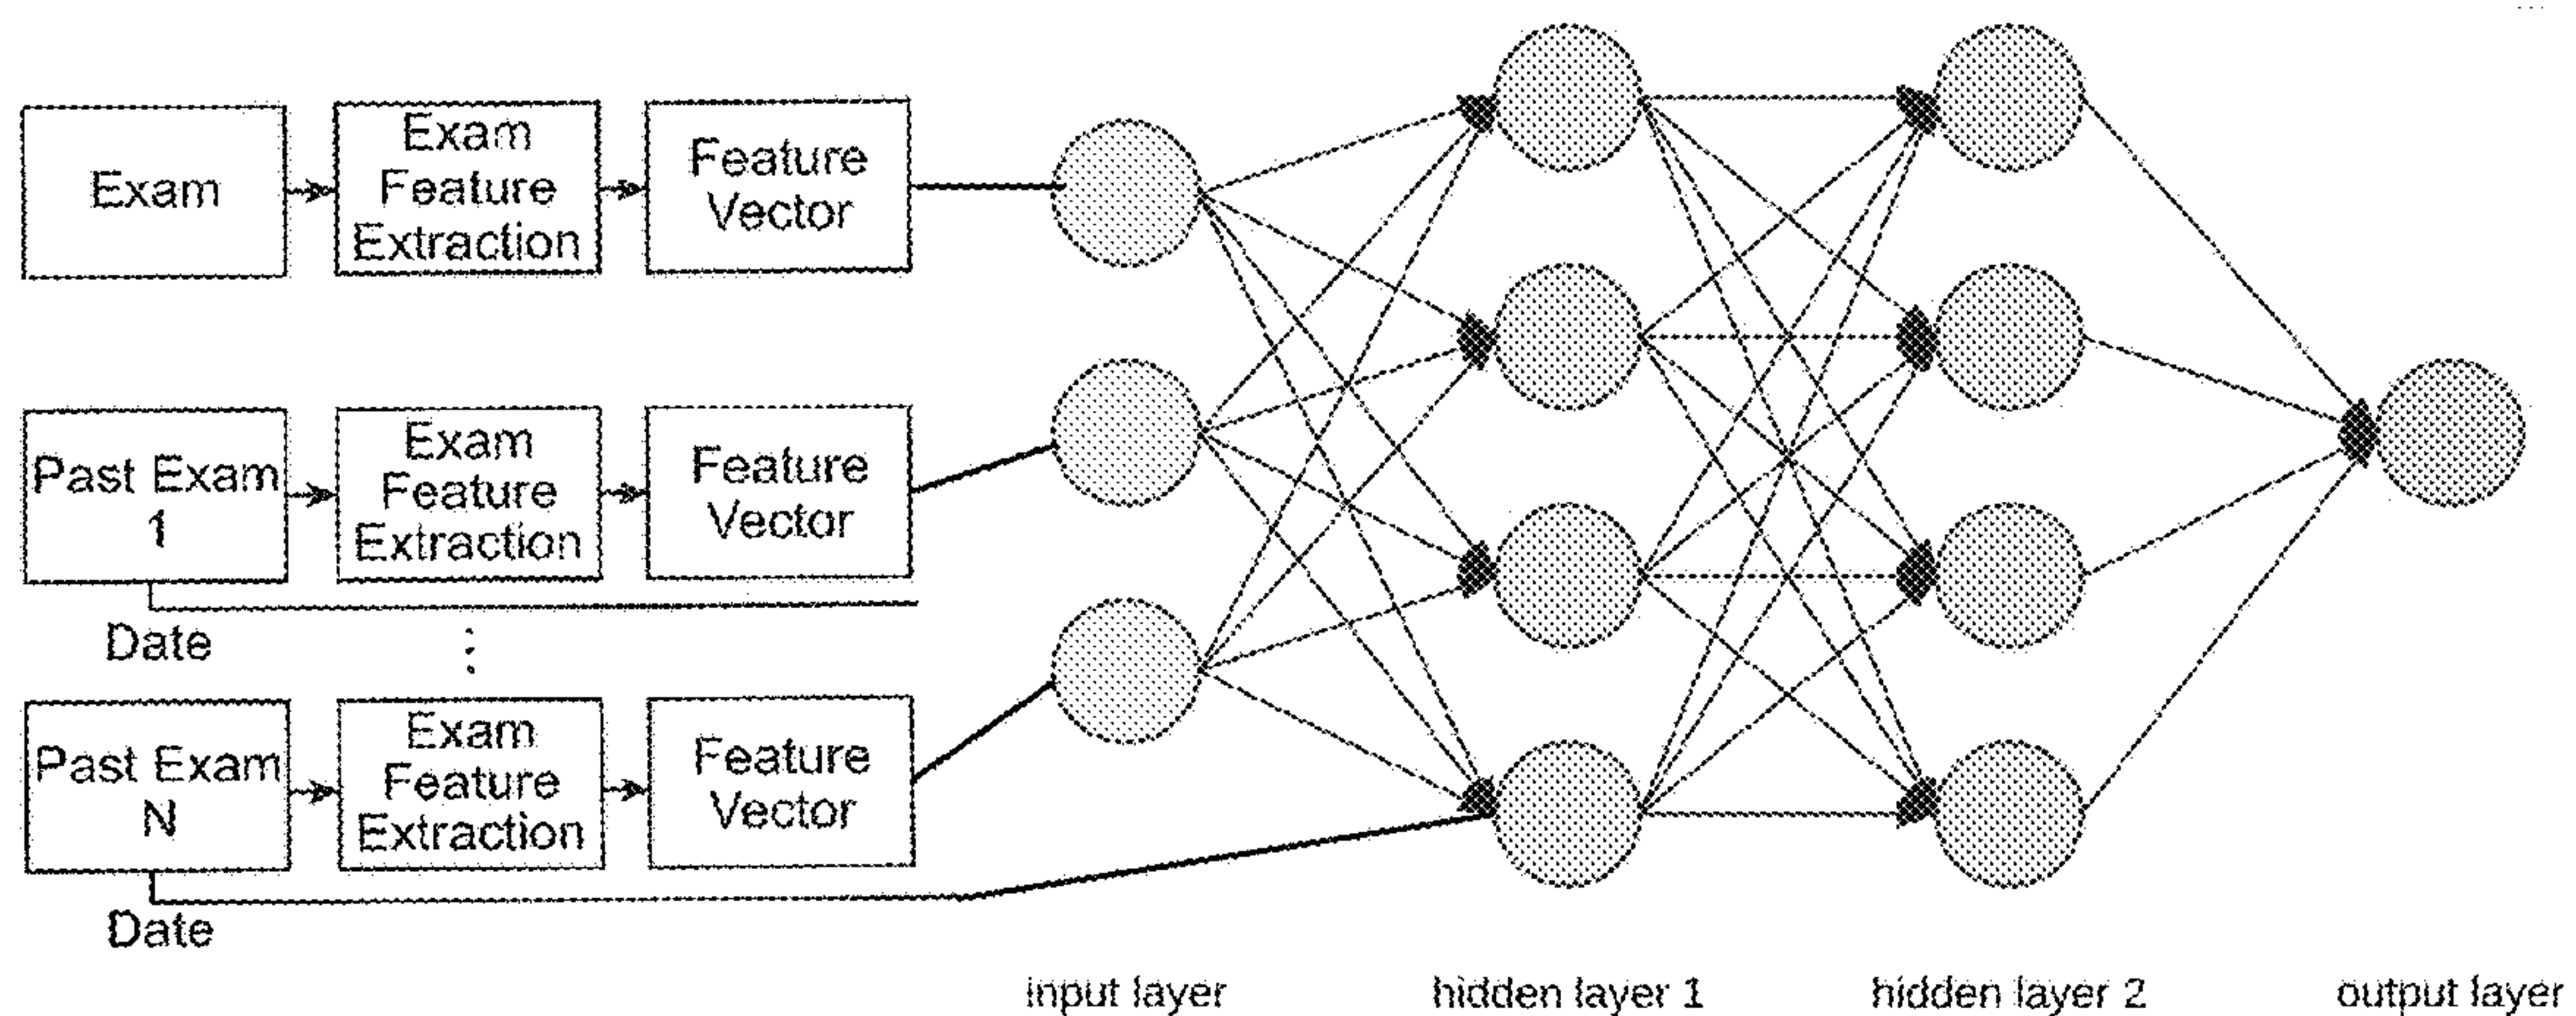 Exam
Exam
Feature
Extraction
Feature
Vector
Past Exam
1
Exam
Feature
Extraction
Feature
Vector
Date
Past Exam
N
Exam
Feature
Extraction
Feature
Vector
Date
input layer
hidden layer 1
hidden layer 2
output layer